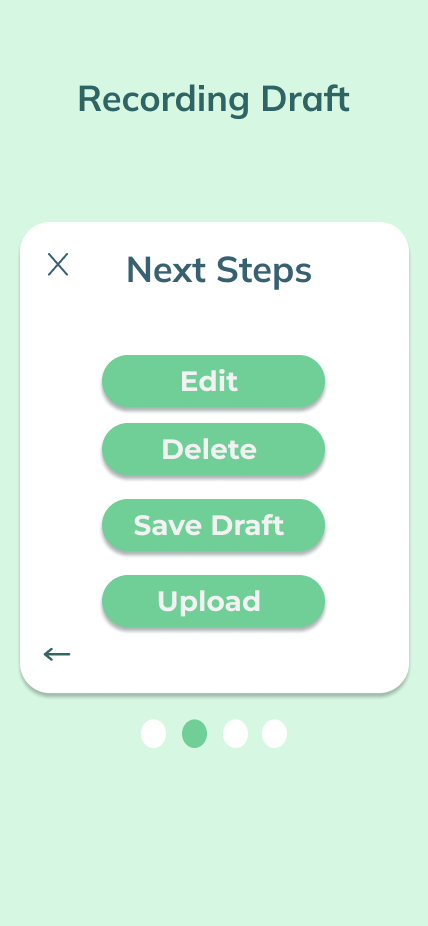 Recording Draft
Next Steps
Edit
Delete
Save Draft
Upload